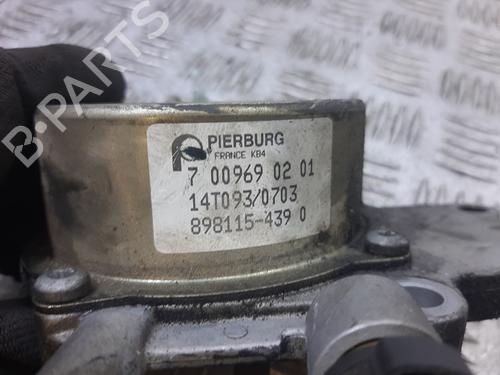 B-PARTS
PIERBURG
FRANCE KB4
7 00969 02 01
14T093/0703
898115-439 0